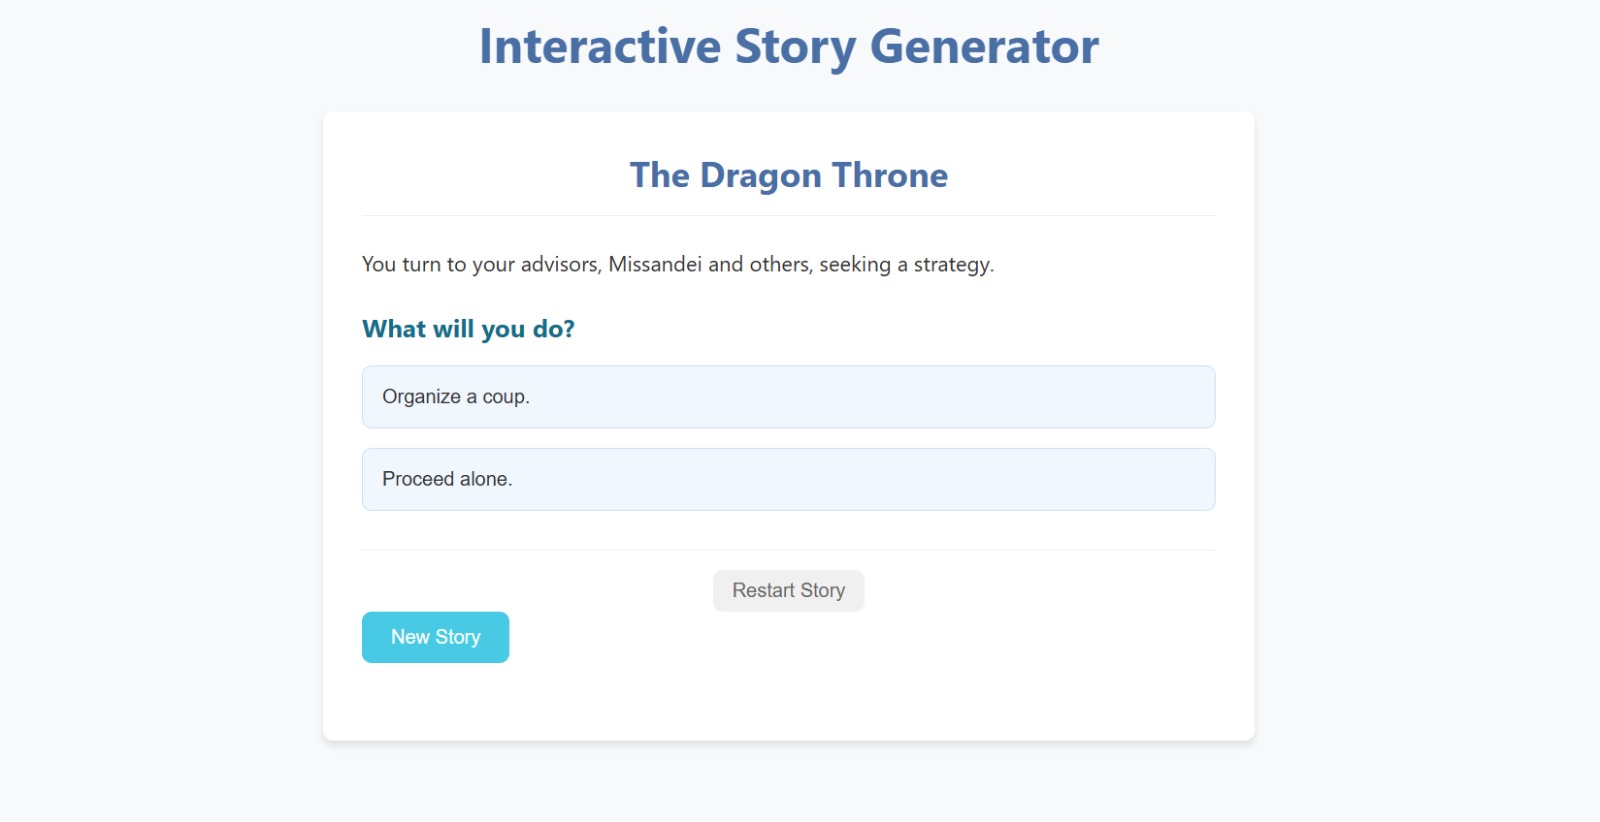 Interactive Story Generator
The Dragon Throne
You turn to your advisors, Missandei and others, seeking a strategy.
What will you do?
Organize a coup.
Proceed alone.
Restart Story
New Story